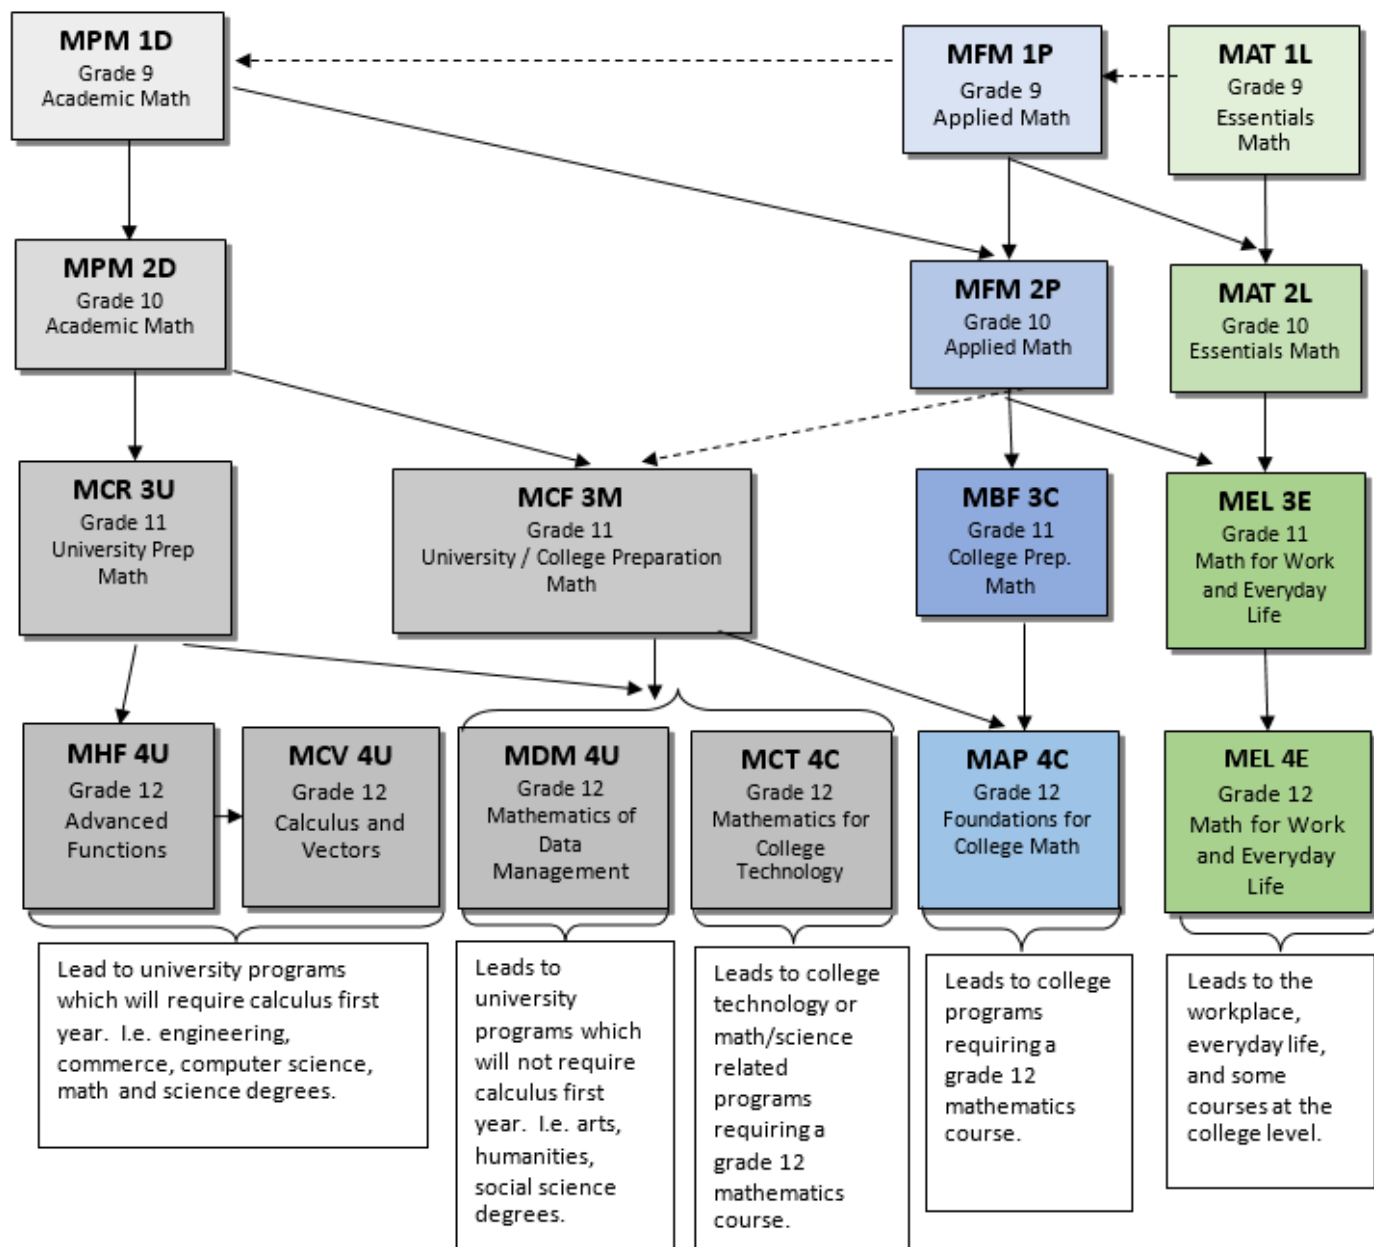 MPM 1D
Grade 9
Academic Math
MFM 1P
Grade 9
Applied Math
MAT 1L
Grade 9
Essentials
Math
MPM 2D
Grade 10
Academic Math
MFM 2P
Grade 10
Applied Math
MAT 2L
Grade 10
Essentials Math
MCR 3U
Grade 11
University Prep
Math
MCF 3M
Grade 11
University / College Preparation
Math
MBF 3C
Grade 11
College Prep.
Math
MEL 3E
Grade 11
Math for Work
and Everyday
Life
MHF 4U
Grade 12
Advanced
Functions
MCV 4U
Grade 12
Calculus and
Vectors
MDM 4U
Grade 12
Mathematics of
Data
Management
MCT 4C
Grade 12
Mathematics for
College
Technology
MAP 4C
Grade 12
Foundations for
College Math
MEL 4E
Grade 12
Math for Work
and Everyday
Life
Lead to university programs
which will require calculus first
year. I.e. engineering,
commerce, computer science,
math and science degrees.
Leads to
university
programs which
will not require
calculus first
year. I.e. arts,
humanities,
social science
degrees.
Leads to college
technology or
math/science
related
programs
requiring a
grade 12
mathematics
course.
Leads to college
programs
requiring a
grade 12
mathematics
course.
Leads to the
workplace,
everyday life,
and some
courses at the
college level.